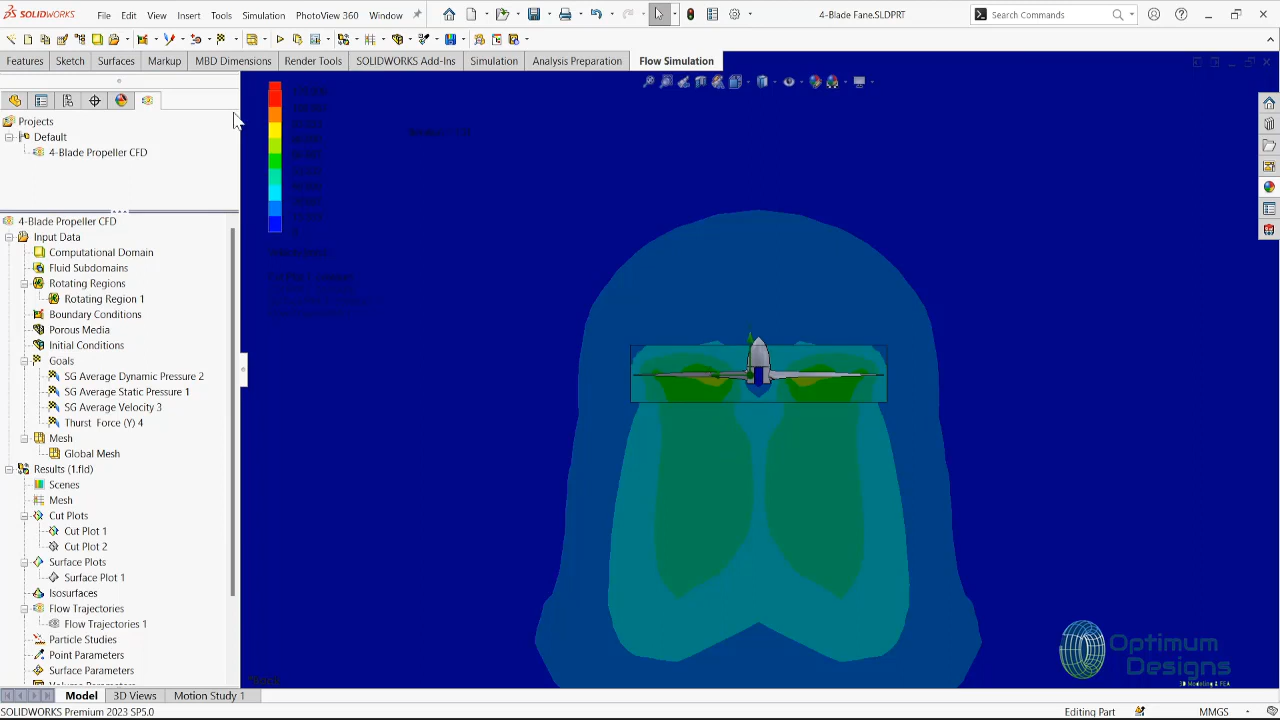 SOLIDWORKS File Edit View Insert Tools Simulation PhotoView 360 Window 4-Blade Fane.SLDPRT Search Commands
Features Sketch Surfaces Markup MBD Dimensions Render Tools SOLIDWORKS Add-Ins Simulation Analysis Preparation Flow Simulation
Projects
Default
4-Blade Propeller CFD
4-Blade Propeller CFD
Input Data
Computational Domain
Fluid Subdomains
Rotating Regions
Rotating Region 1
Boundary Conditions
Porous Media
Initial Conditions
Goals
SG Average Dynamic Pressure 2
SG Average Static Pressure 1
SG Average Velocity 3
Thurst Force (Y) 4
Mesh
Global Mesh
Results (1.fld)
Scenes
Mesh
Cut Plots
Cut Plot 1
Cut Plot 2
Surface Plots
Surface Plot 1
Isosurfaces
Flow Trajectories
Flow Trajectories 1
Particle Studies
Point Parameters
Surface Parameters
Optimum
Designs
3D Modeling & FEA
Model 3D Views Motion Study 1
SOLIDWORKS Premium 2023 SP5.0 Editing Part MMGS